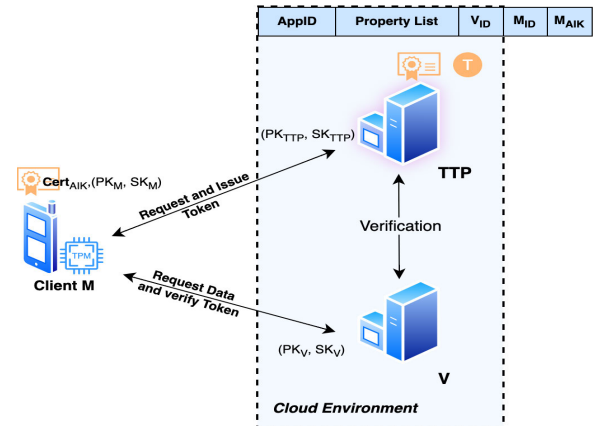 AppID Property List V_ID M_ID M_AIK
T
(PK_TTP, SK_TTP)
TTP
Cert_AIK,(PK_M, SK_M)
Request and Issue
Token
Verification
TPM
Client M
Request Data
and verify Token
(PK_V, SK_V)
V
Cloud Environment